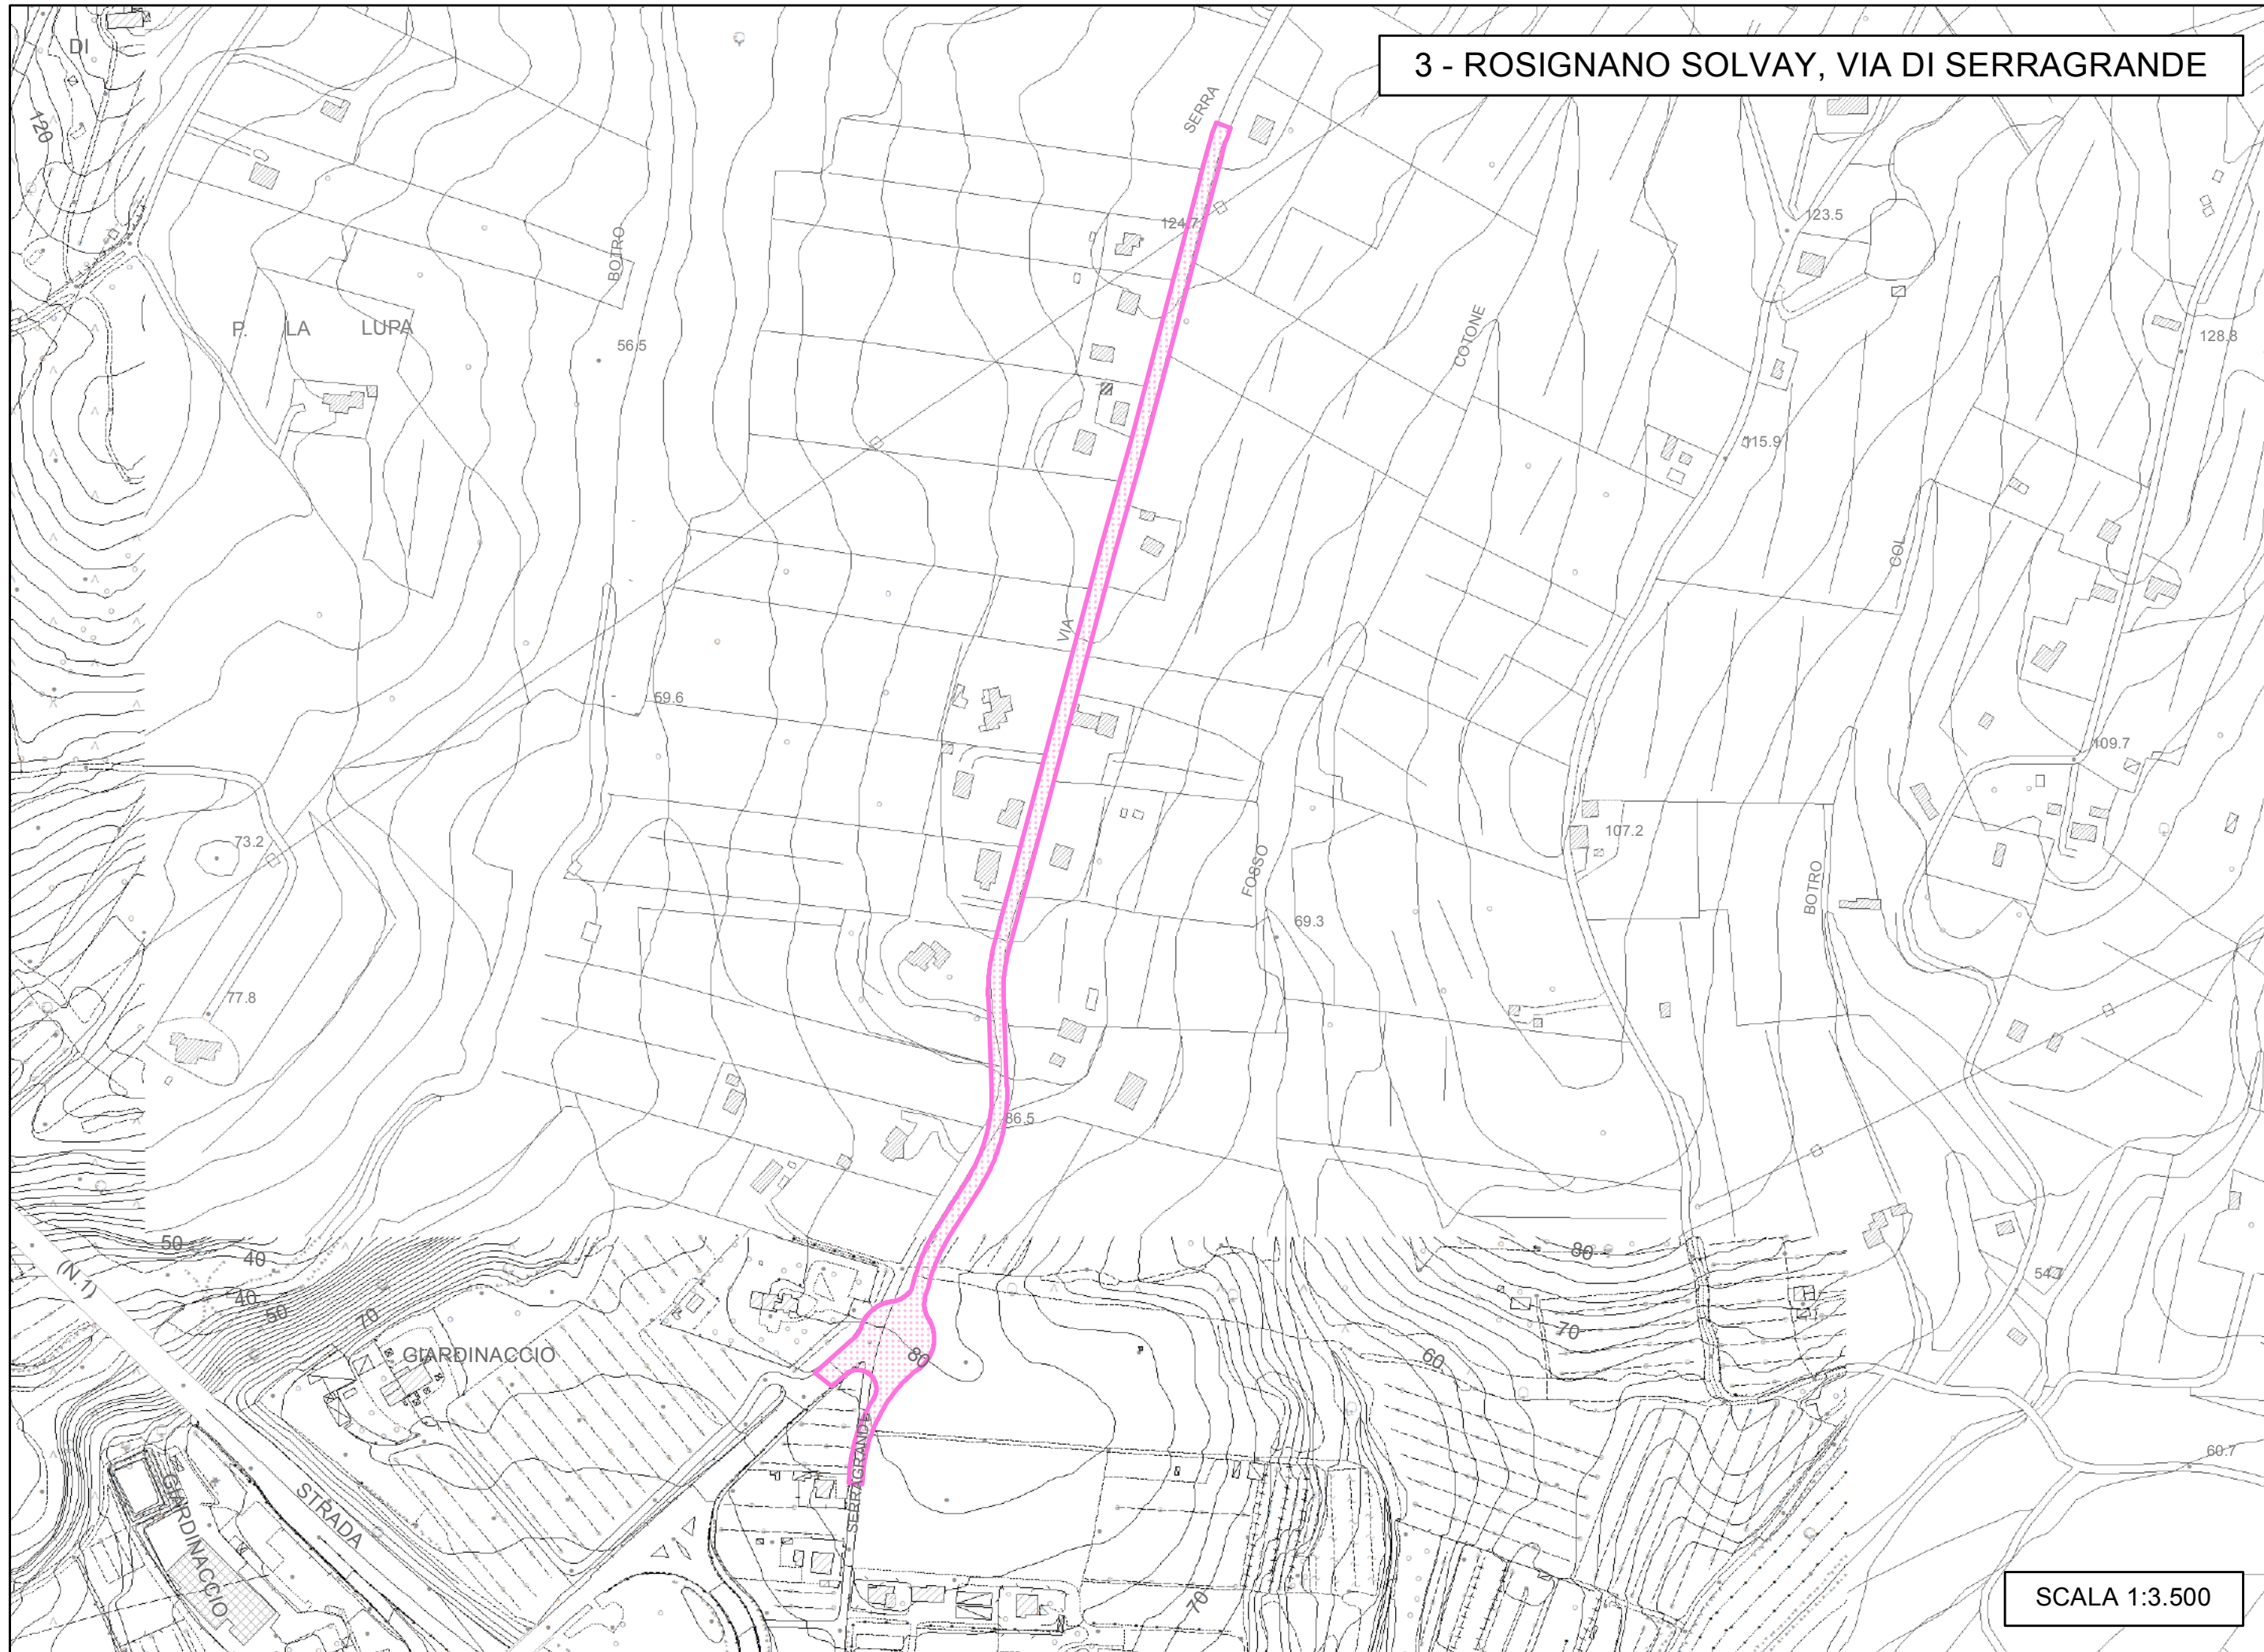 3 - ROSIGNANO SOLVAY, VIA DI SERRAGRANDE
DI
120
SERRA
124.7
123.5
BOTRO
P. LA LUPA
56.5
COTONE
128.8
115.9
COL
VIA
59.6
109.7
73.2
107.2
FOSSO
BOTRO
69.3
77.8
86.5
50
40
(N.1)
40
50
70
80
54.7
70
GIARDINACCIO
80
60
SERRAGRANDE
60.7
STRADA
GIARDINACCIO
70
SCALA 1:3.500